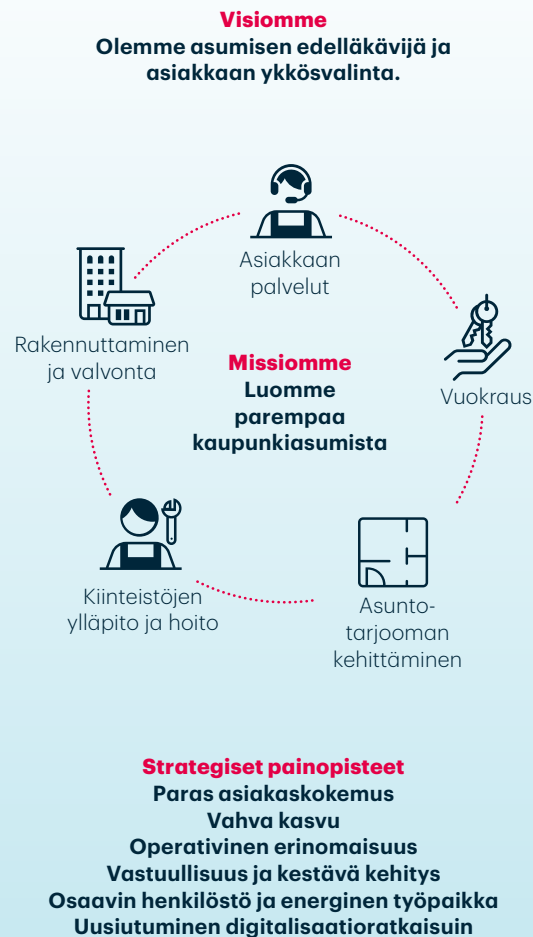 Visiomme
Olemme asumisen edelläkävijä ja
asiakkaan ykkösvalinta.
Asiakkaan
palvelut
Rakennuttaminen
ja valvonta
Vuokraus
Missiomme
Luomme
parempaa
kaupunkiasumista
Kiinteistöjen
ylläpito ja hoito
Asunto-
tarjooman
kehittäminen
Strategiset painopisteet
Paras asiakaskokemus
Vahva kasvu
Operativinen erinomaisuus
Vastuullisuus ja kestävä kehitys
Osaavin henkilöstö ja energinen työpaikka
Uusiutuminen digitalisaatioratkaisuin